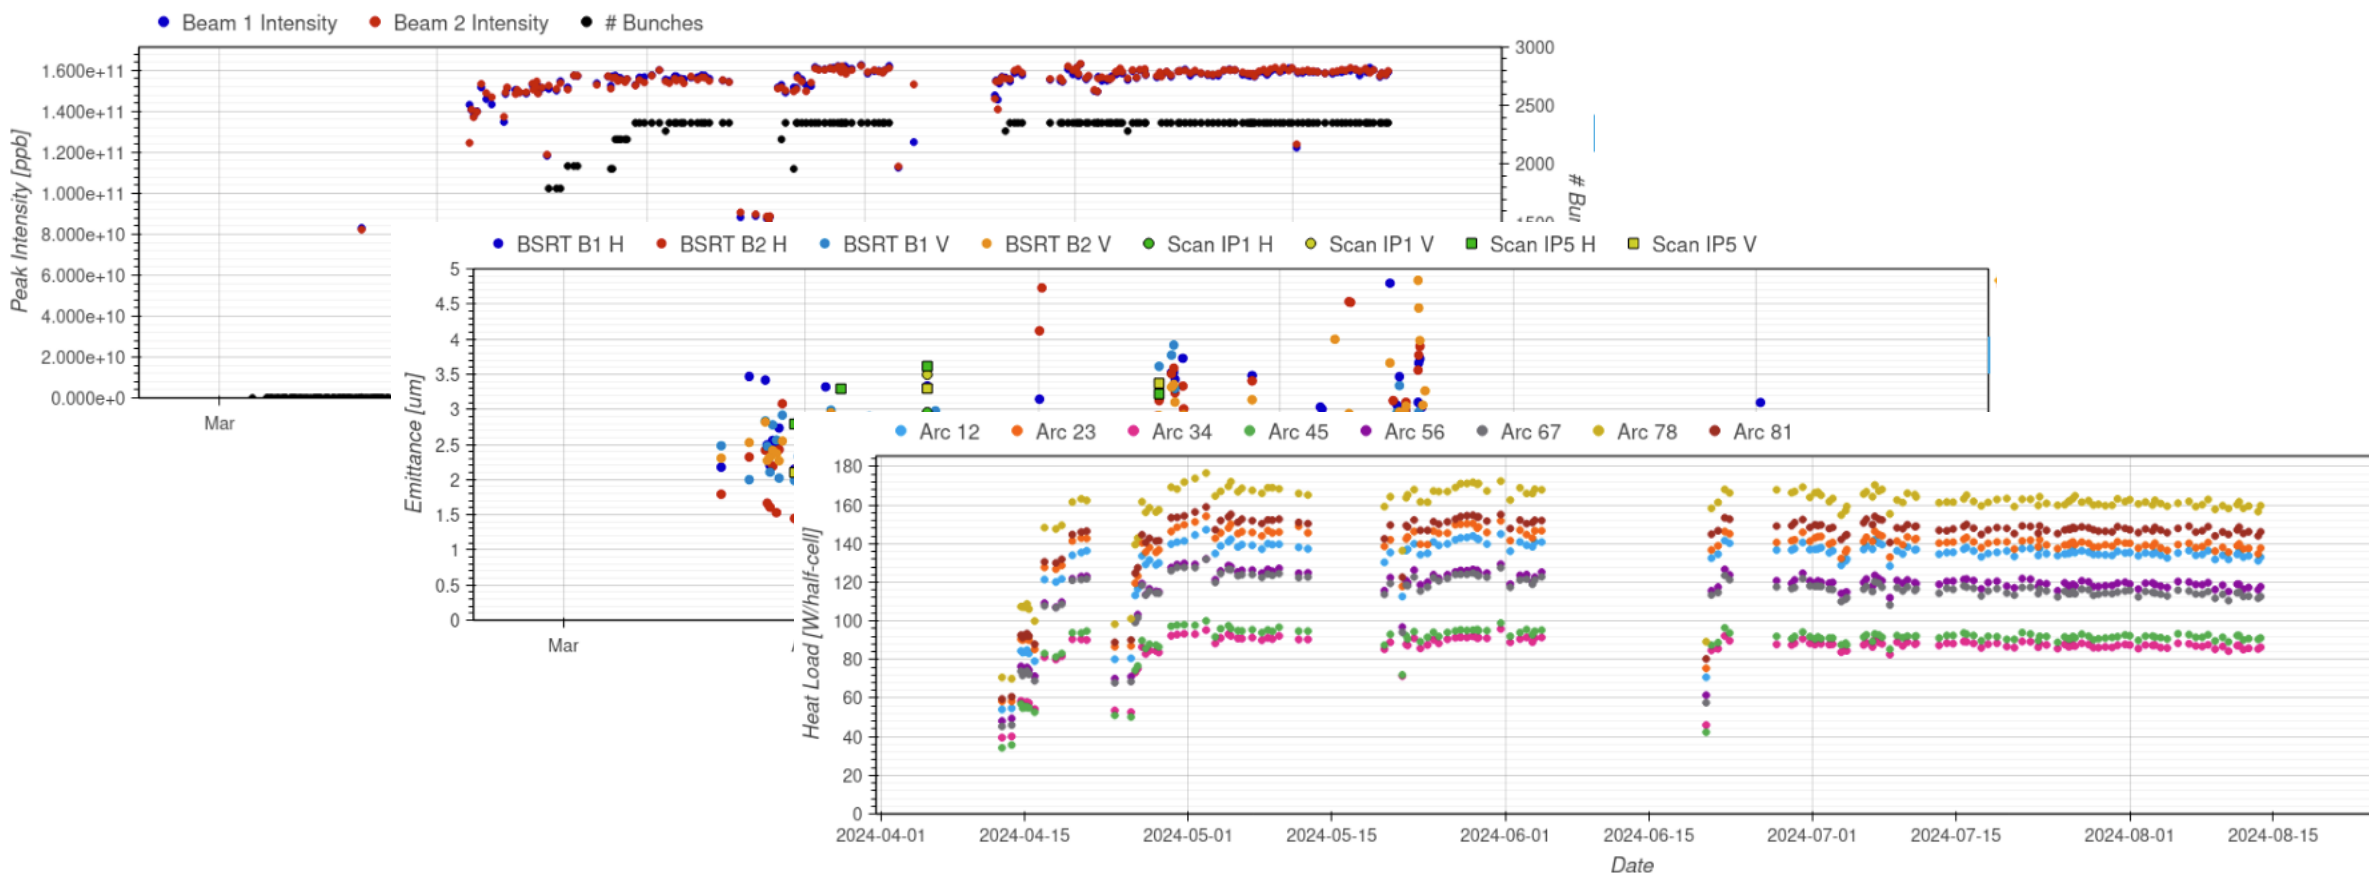 Beam 1 Intensity Beam 2 Intensity # Bunches
3000
1.600e+11
2500
1.400e+11
1.200e+11
2000
1.000e+11
8.000e+10
6.000e+10
4.000e+10
2.000e+10
0.000e+0
Peak Intensity [ppb]
Mar
BSRT B1 H BSRT B2 H BSRT B1 V BSRT B2 V Scan IP1 H Scan IP1 V Scan IP5 H Scan IP5 V
5
4.5
4
3.5
3
2.5
2
1.5
1
0.5
0
Emittance [um]
Mar
Arc 12 Arc 23 Arc 34 Arc 45 Arc 56 Arc 67 Arc 78 Arc 81
180
160
140
120
100
80
60
40
20
0
Heat Load [W/half-cell]
2024-04-01 2024-04-15 2024-05-01 2024-05-15 2024-06-01 2024-06-15 2024-07-01 2024-07-15 2024-08-01 2024-08-15
Date